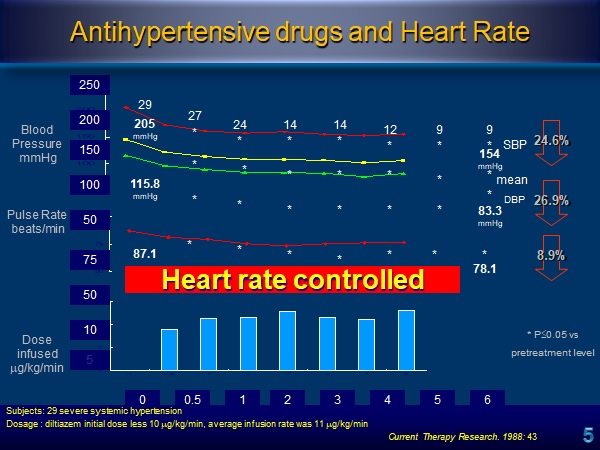 Antihypertensive drugs and Heart Rate
250
200
150
100
50
75
50
10
5
Blood
Pressure
mmHg
Pulse Rate
beats/min
Dose
infused
µg/kg/min
29
27
24
14
14
12
9
9
205
mmHg
115.8
mmHg
87.1
SBP
154
mmHg
mean
DBP
83.3
mmHg
78.1
24.6%
26.9%
8.9%
Heart rate controlled
* P≦0.05 vs
pretreatment level
0 0.5 1 2 3 4 5 6
Subjects: 29 severe systemic hypertension
Dosage : diltiazem initial dose less 10 µg/kg/min, average infusion rate was 11 µg/kg/min
Current Therapy Research. 1988: 43
5